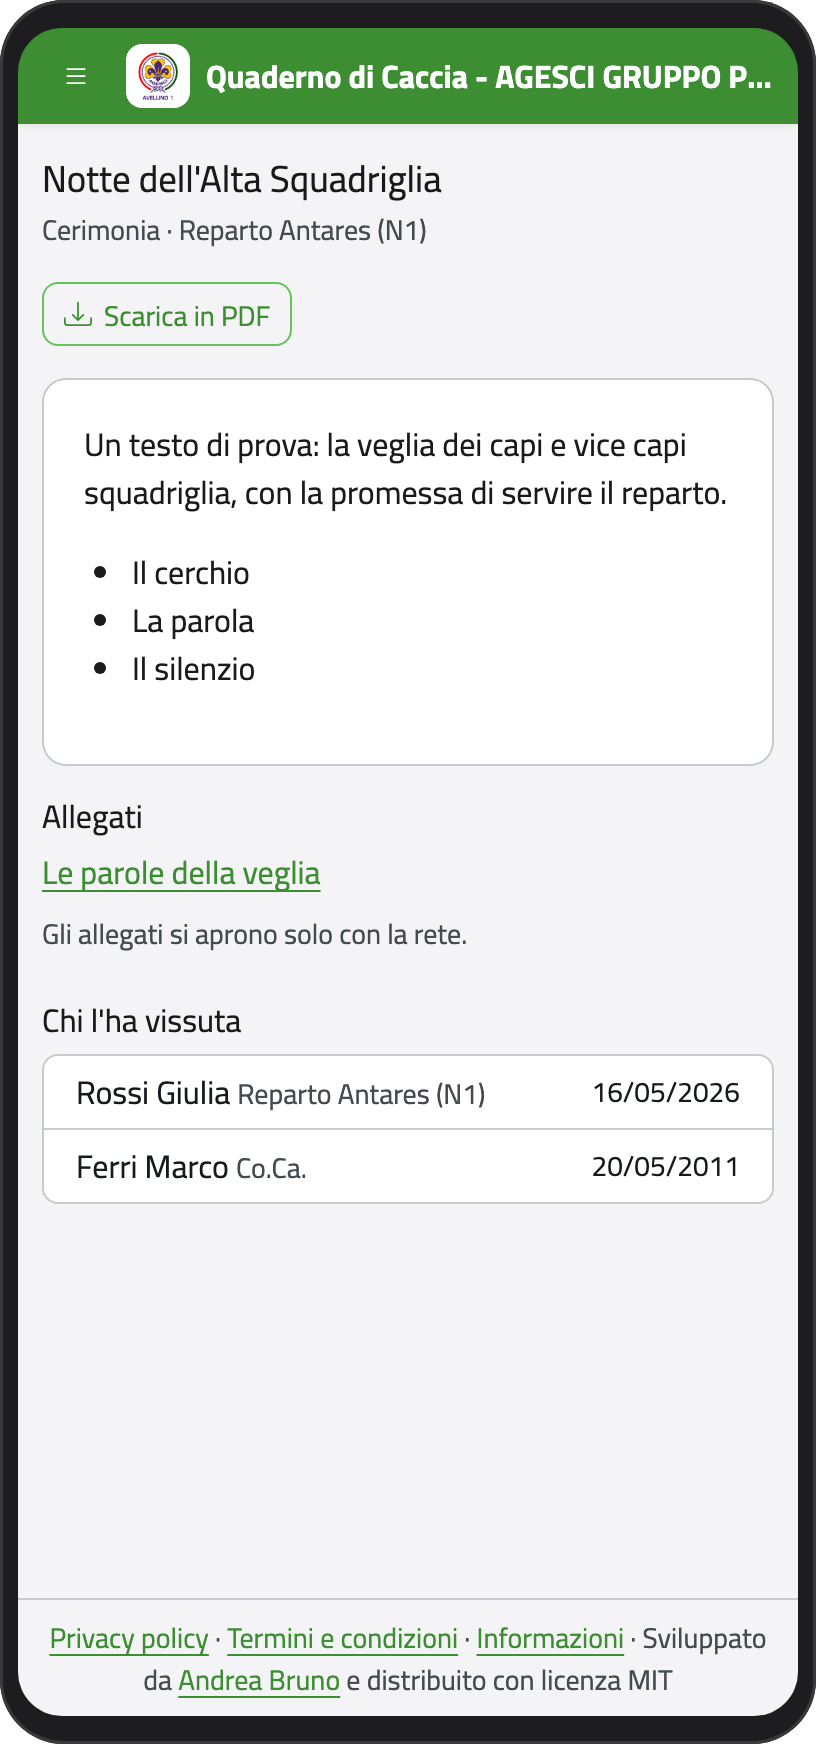 AVELLINO 1
Quaderno di Caccia - AGESCI GRUPPO P...
Notte dell'Alta Squadriglia
Cerimonia · Reparto Antares (N1)
Scarica in PDF
Un testo di prova: la veglia dei capi e vice capi
squadriglia, con la promessa di servire il reparto.
• Il cerchio
• La parola
• Il silenzio
Allegati
Le parole della veglia
Gli allegati si aprono solo con la rete.
Chi l'ha vissuta
Rossi Giulia Reparto Antares (N1) 16/05/2026
Ferri Marco Co.Ca. 20/05/2011
Privacy policy · Termini e condizioni · Informazioni · Sviluppato
da Andrea Bruno e distribuito con licenza MIT